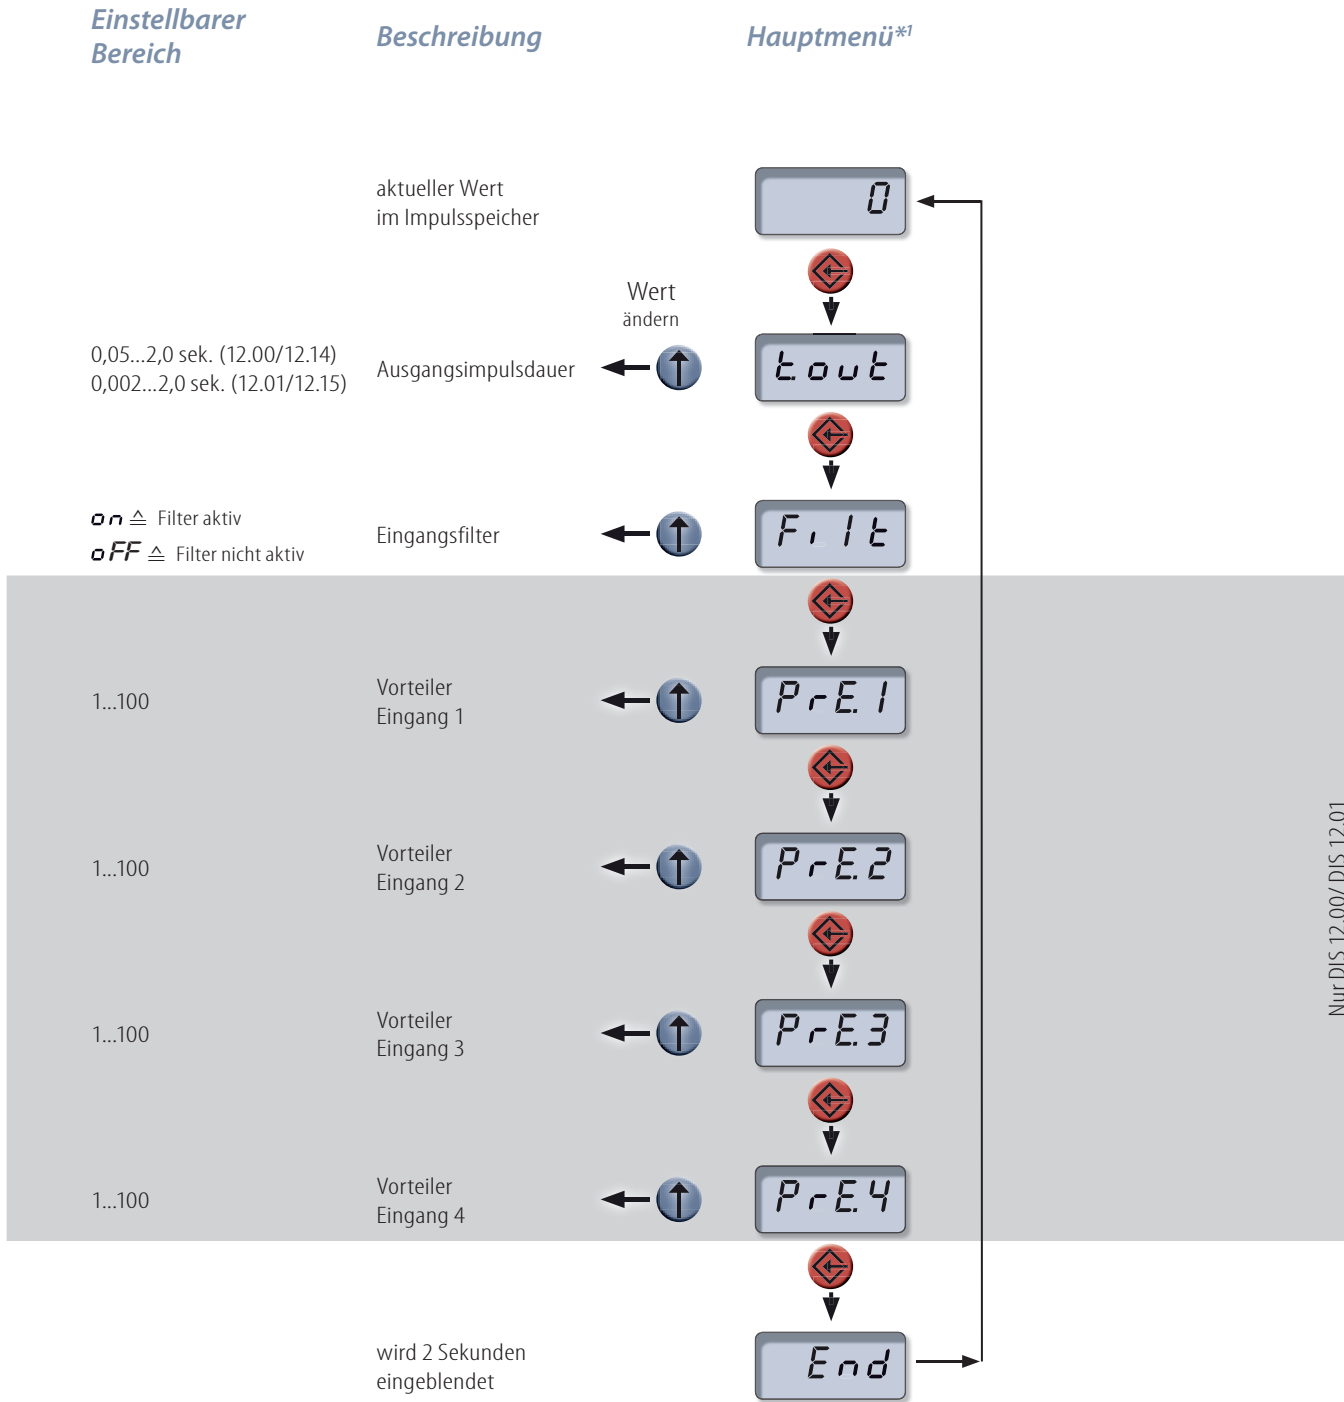 Einstellbarer
Bereich
Beschreibung
Hauptmenü*1
aktueller Wert
im Impulsspeicher
0
Wert
ändern
0,05...2,0 sek. (12.00/12.14)
0,002...2,0 sek. (12.01/12.15)
Ausgangsimpulsdauer
t.out
on ≙ Filter aktiv
oFF ≙ Filter nicht aktiv
Eingangsfilter
Filt
1...100
Vorteiler
Eingang 1
PrE.1
1...100
Vorteiler
Eingang 2
PrE.2
1...100
Vorteiler
Eingang 3
PrE.3
1...100
Vorteiler
Eingang 4
PrE.4
Nur DIS 12.00/ DIS 12.01
wird 2 Sekunden
eingeblendet
End